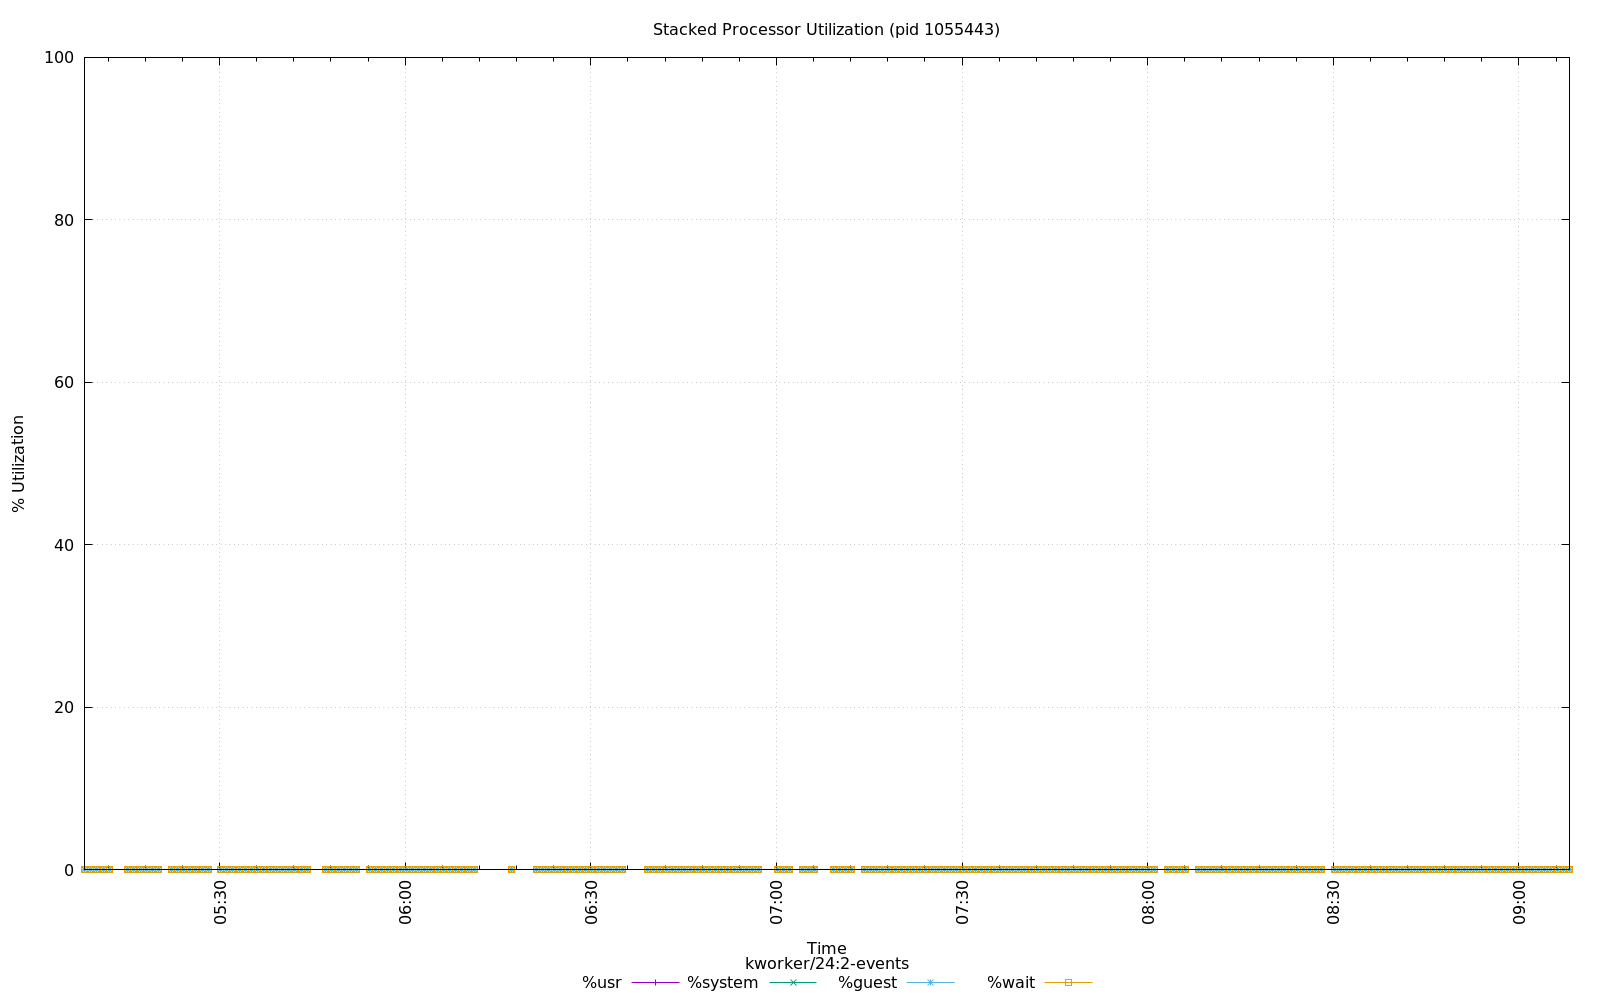 Stacked Processor Utilization (pid 1055443)
100
80
60
40
20
0
% Utilization
05:30
06:00
06:30
07:00
07:30
08:00
08:30
09:00
Time
kworker/24:2-events
%usr %system %guest %wait